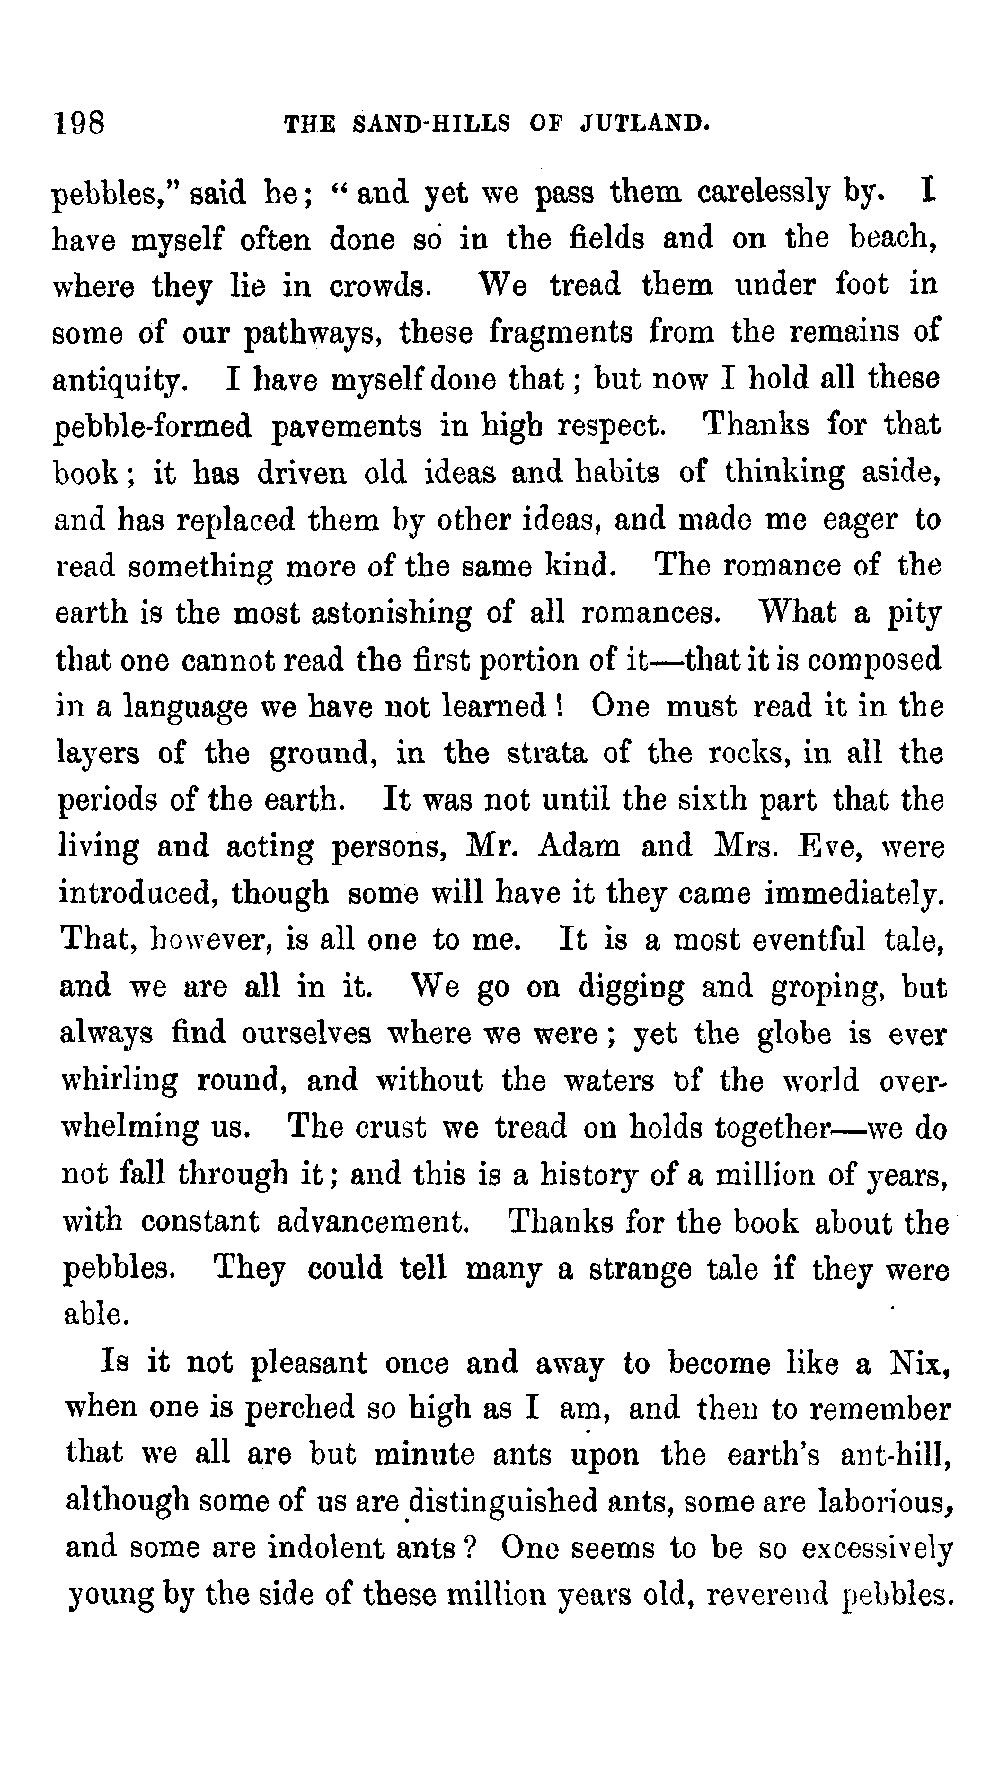 198 THE SAND-HILLS OF JUTLAND.
pebbles,” said he; “ and yet we pass them carelessly by. I
have myself often done so in the fields and on the beach,
where they lie in crowds. We tread them under foot in
some of our pathways, these fragments from the remains of
antiquity. I have myself done that ; but now I hold all these
pebble-formed pavements in high respect. Thanks for that
book ; it has driven old ideas and habits of thinking aside,
and has replaced them by other ideas, and made me eager to
read something more of the same kind. The romance of the
earth is the most astonishing of all romances. What a pity
that one cannot read the first portion of it—that it is composed
in a language we have not learned ! One must read it in the
layers of the ground, in the strata of the rocks, in all the
periods of the earth. It was not until the sixth part that the
living and acting persons, Mr. Adam and Mrs. Eve, were
introduced, though some will have it they came immediately.
That, however, is all one to me. It is a most eventful tale,
and we are all in it. We go on digging and groping, but
always find ourselves where we were ; yet the globe is ever
whirling round, and without the waters of the world over-
whelming us. The crust we tread on holds together—we do
not fall through it ; and this is a history of a million of years,
with constant advancement. Thanks for the book about the
pebbles. They could tell many a strange tale if they were
able.
Is it not pleasant once and away to become like a Nix,
when one is perched so high as I am, and then to remember
that we all are but minute ants upon the earth’s ant-hill,
although some of us are distinguished ants, some are laborious,
and some are indolent ants ? One seems to be so excessively
young by the side of these million years old, reverend pebbles.